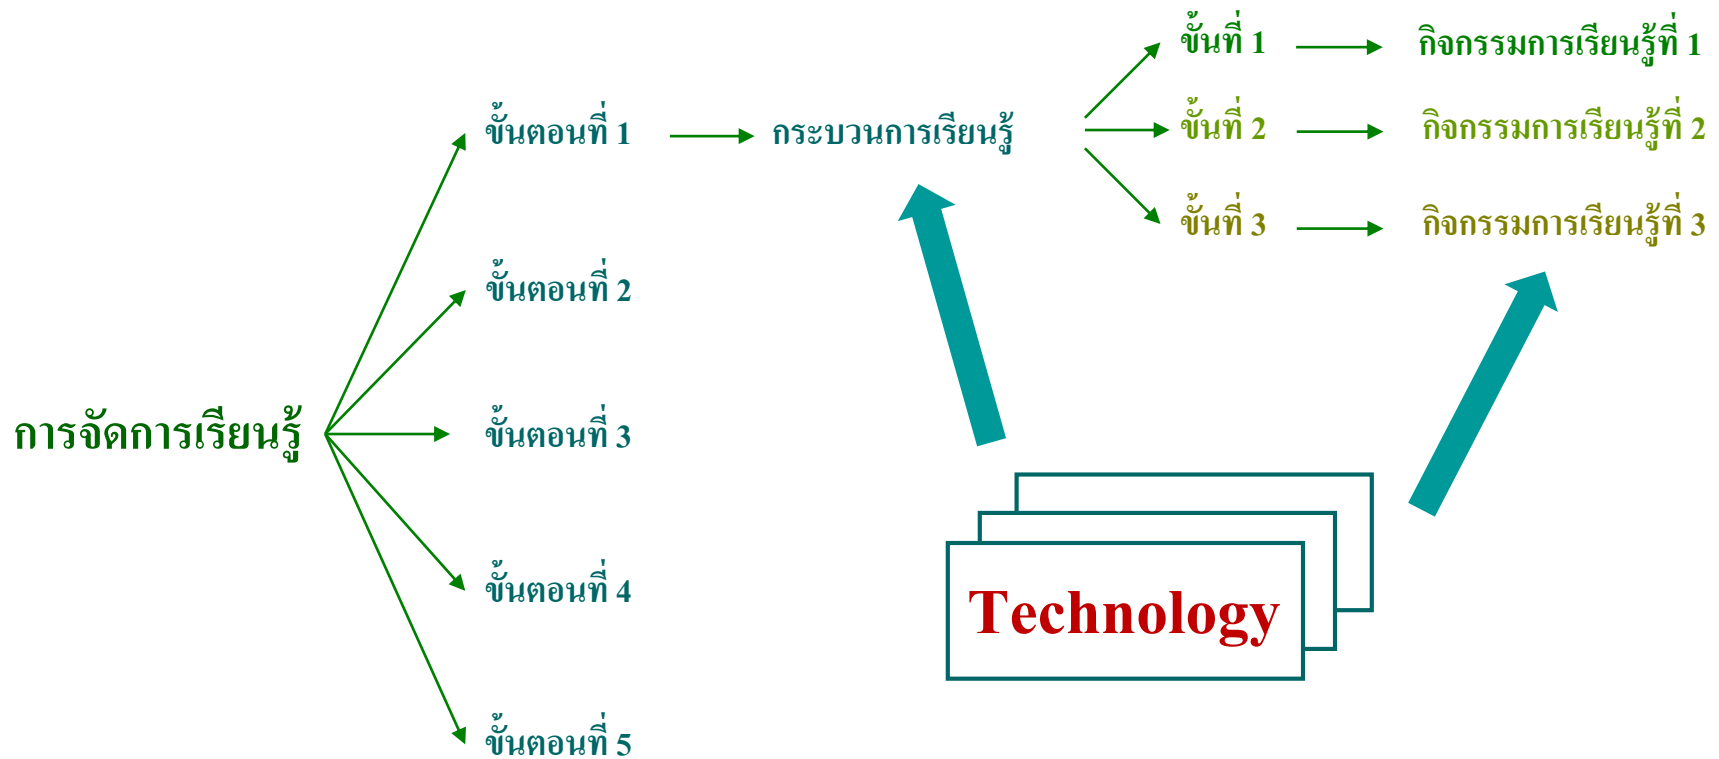 ขั้นที่ 1
กิจกรรมการเรียนรู้ที่ 1
ขั้นตอนที่ 1
กระบวนการเรียนรู้
ขั้นที่ 2
กิจกรรมการเรียนรู้ที่ 2
ขั้นที่ 3
กิจกรรมการเรียนรู้ที่ 3
ขั้นตอนที่ 2
การจัดการเรียนรู้
ขั้นตอนที่ 3
ขั้นตอนที่ 4
Technology
ขั้นตอนที่ 5